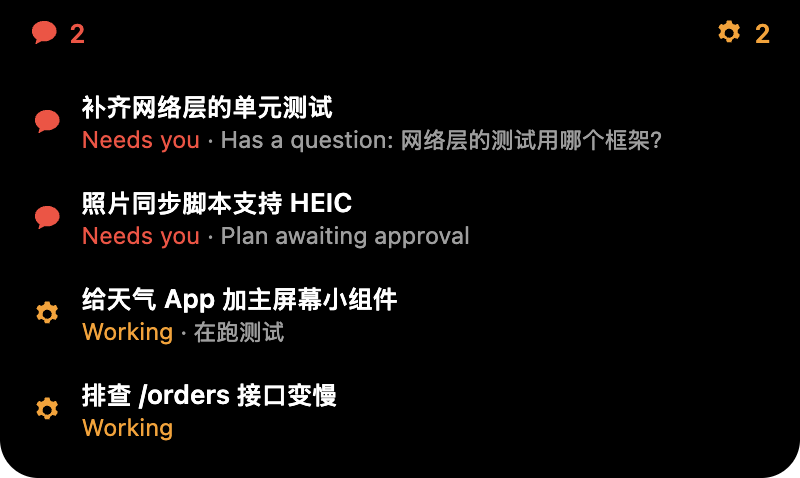 2
2
补齐网络层的单元测试
Needs you · Has a question: 网络层的测试用哪个框架?
照片同步脚本支持 HEIC
Needs you · Plan awaiting approval
给天气 App 加主屏幕小组件
Working · 在跑测试
排查 /orders 接口变慢
Working